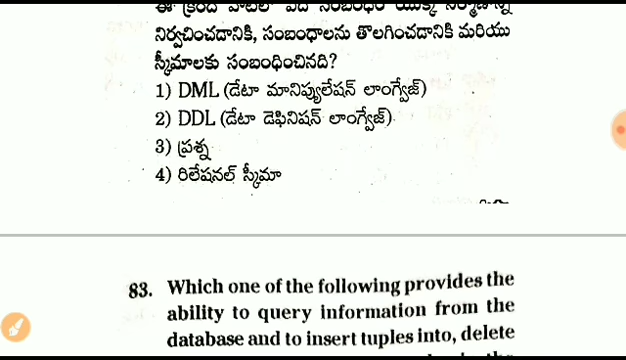 ఈ క్రింది వాటిలో ఏది సంబంధం యొక్క నిర్మాణాన్ని
నిర్వచించడానికి, సంబంధాలను తొలగించడానికి మరియు
స్కీమాలకు సంబంధించినది?
1) DML (డేటా మానిప్యులేషన్ లాంగ్వేజ్)
2) DDL (డేటా డెఫినిషన్ లాంగ్వేజ్)
3) ప్రశ్న
4) రిలేషనల్ స్కీమా
83. Which one of the following provides the
ability to query information from the
database and to insert tuples into, delete